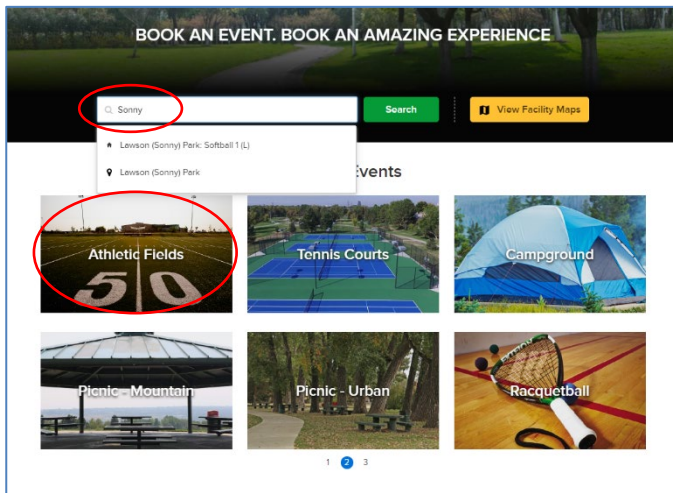 BOOK AN EVENT. BOOK AN AMAZING EXPERIENCE
Sonny
Search
View Facility Maps
Lawson (Sonny) Park: Softball 1 (L)
Lawson (Sonny) Park
Events
Athletic Fields
50
Tennis Courts
Campground
Picnic - Mountain
Picnic - Urban
Racquetball
1 2 3